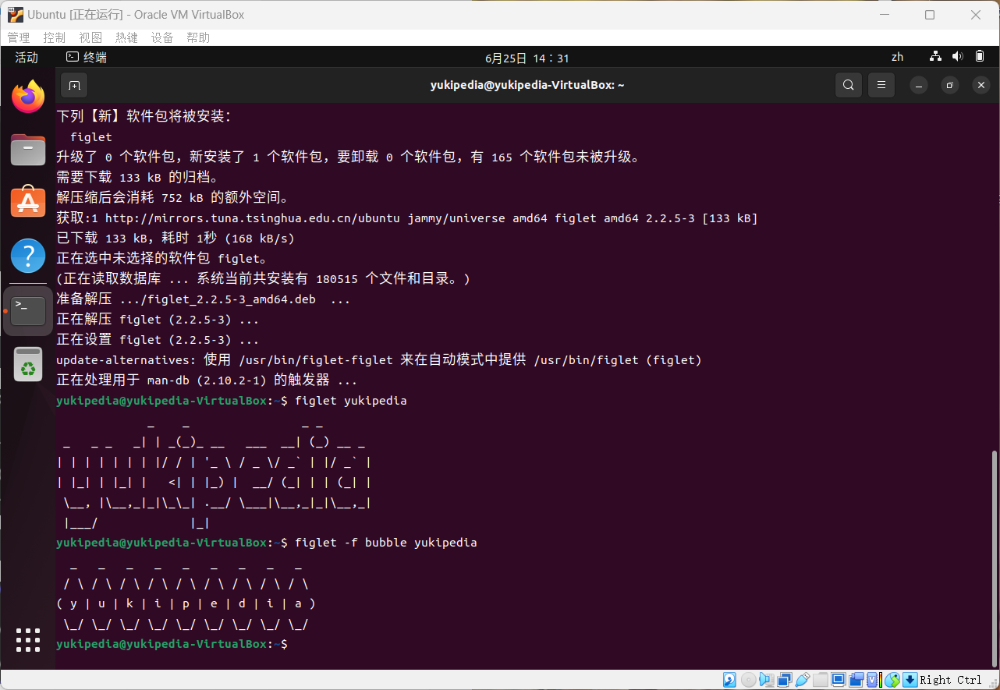 Ubuntu [正在运行] - Oracle VM VirtualBox
管理 控制 视图 热键 设备 帮助
活动 终端 6月25日 14：31 zh
yukipedia@yukipedia-VirtualBox: ~
下列【新】软件包将被安装：
  figlet
升级了 0 个软件包，新安装了 1 个软件包，要卸载 0 个软件包，有 165 个软件包未被升级。
需要下载 133 kB 的归档。
解压缩后会消耗 752 kB 的额外空间。
获取:1 http://mirrors.tuna.tsinghua.edu.cn/ubuntu jammy/universe amd64 figlet amd64 2.2.5-3 [133 kB]
已下载 133 kB，耗时 1秒 (168 kB/s)
正在选中未选择的软件包 figlet。
(正在读取数据库 ... 系统当前共安装有 180515 个文件和目录。)
准备解压 .../figlet_2.2.5-3_amd64.deb  ...
正在解压 figlet (2.2.5-3) ...
正在设置 figlet (2.2.5-3) ...
update-alternatives: 使用 /usr/bin/figlet-figlet 来在自动模式中提供 /usr/bin/figlet (figlet)
正在处理用于 man-db (2.10.2-1) 的触发器 ...
yukipedia@yukipedia-VirtualBox:~$ figlet yukipedia
             _    _                _ _
 _   _ _   _| | _(_)_ __   ___  __| (_) __ _
| | | | | | | |/ / | '_ \ / _ \/ _` | |/ _` |
| |_| | |_| |   <| | |_) |  __/ (_| | | (_| |
 \__, |\__,_|_|\_\_| .__/ \___|\__,_|_|\__,_|
 |___/             |_|
yukipedia@yukipedia-VirtualBox:~$ figlet -f bubble yukipedia
  _   _   _   _   _   _   _   _   _
 / \ / \ / \ / \ / \ / \ / \ / \ / \
( y | u | k | i | p | e | d | i | a )
 \_/ \_/ \_/ \_/ \_/ \_/ \_/ \_/ \_/
yukipedia@yukipedia-VirtualBox:~$
Right Ctrl